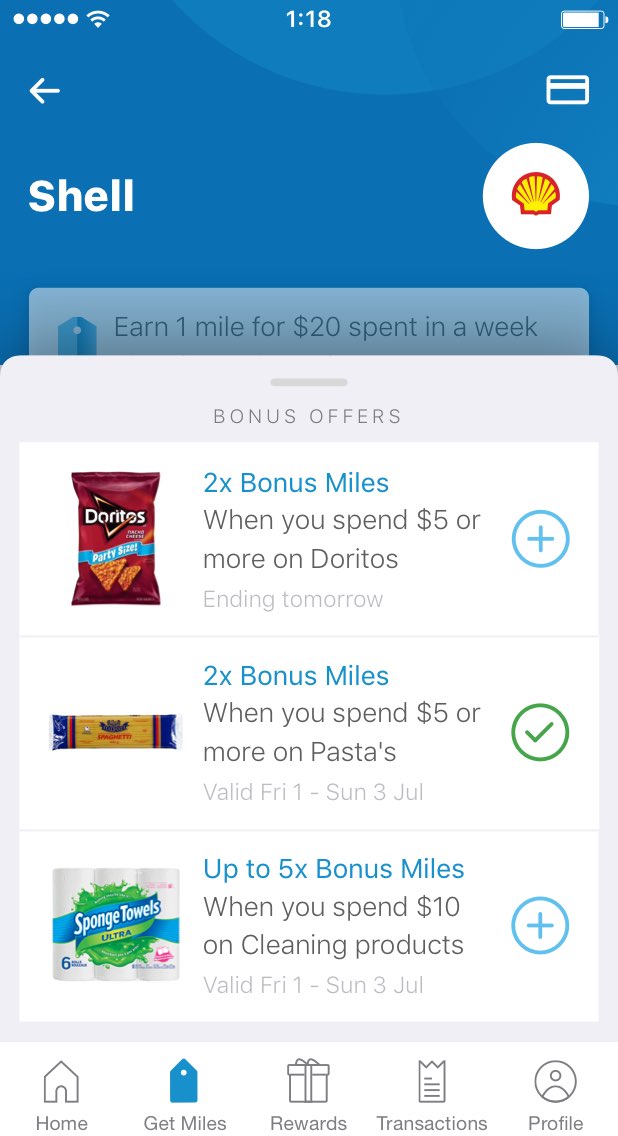 1:18
Shell
Earn 1 mile for $20 spent in a week
BONUS OFFERS
Doritos
NACHO
CHEESE
Party Size!
2x Bonus Miles
When you spend $5 or
more on Doritos
Ending tomorrow
SPAGHETTI
2x Bonus Miles
When you spend $5 or
more on Pasta's
Valid Fri 1 - Sun 3 Jul
Sponge Towels
ULTRA
6
Up to 5x Bonus Miles
When you spend $10
on Cleaning products
Valid Fri 1 - Sun 3 Jul
Home
Get Miles
Rewards
Transactions
Profile